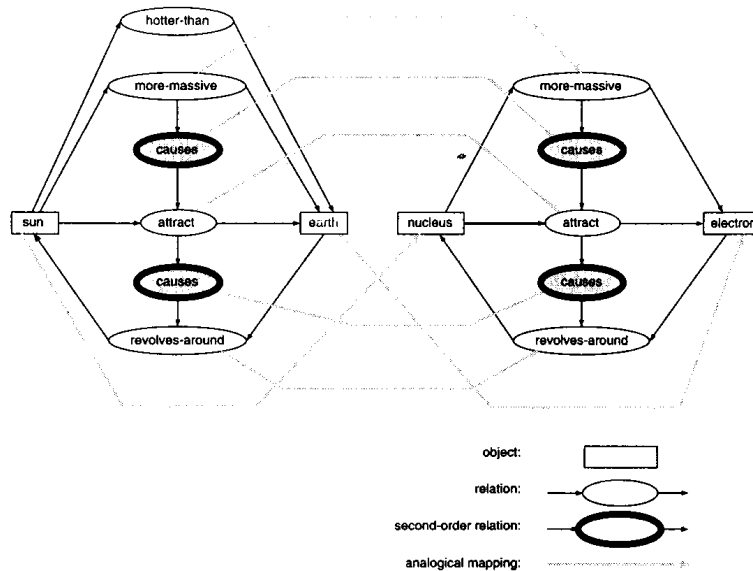 hotter-than
more-massive
more-massive
causes
causes
sun
attract
earth
nucleus
attract
electron
causes
causes
revolves-around
revolves-around
object:
relation:
second-order relation:
analogical mapping: